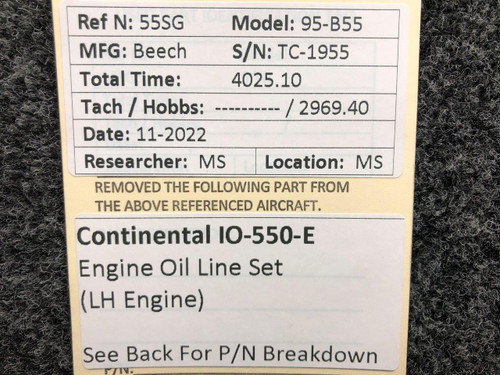 Ref N: 55SG Model: 95-B55
MFG: Beech S/N: TC-1955
Total Time: 4025.10
Tach / Hobbs: ---------- / 2969.40
Date: 11-2022
Researcher: MS Location: MS
REMOVED THE FOLLOWING PART FROM
THE ABOVE REFERENCED AIRCRAFT.
Continental IO-550-E
Engine Oil Line Set
(LH Engine)
See Back For P/N Breakdown
P/N: